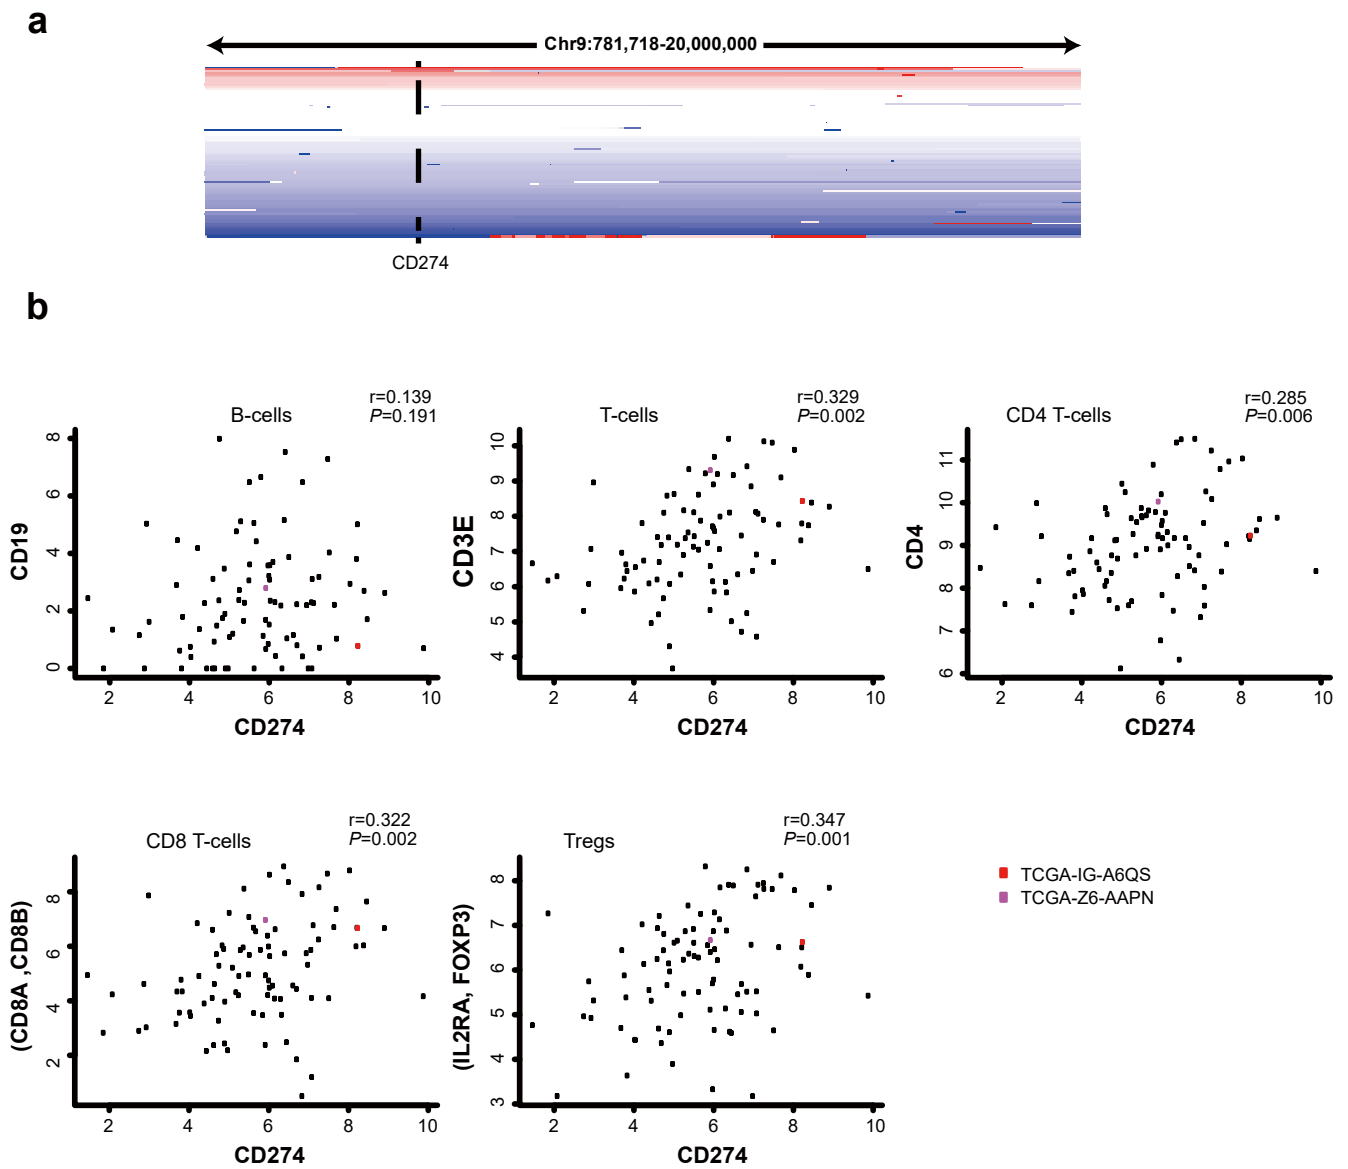 a
Chr9:781,718-20,000,000
CD274
b
B-cells
r=0.139
P=0.191
CD19
0
2
4
6
8
2
4
6
8
10
CD274
T-cells
r=0.329
P=0.002
CD3E
4
5
6
7
8
9
10
2
4
6
8
10
CD274
CD4 T-cells
r=0.285
P=0.006
CD4
6
7
8
9
10
11
2
4
6
8
10
CD274
CD8 T-cells
r=0.322
P=0.002
(CD8A ,CD8B)
2
4
6
8
2
4
6
8
10
CD274
Tregs
r=0.347
P=0.001
(IL2RA, FOXP3)
3
4
5
6
7
8
2
4
6
8
10
CD274
TCGA-IG-A6QS
TCGA-Z6-AAPN